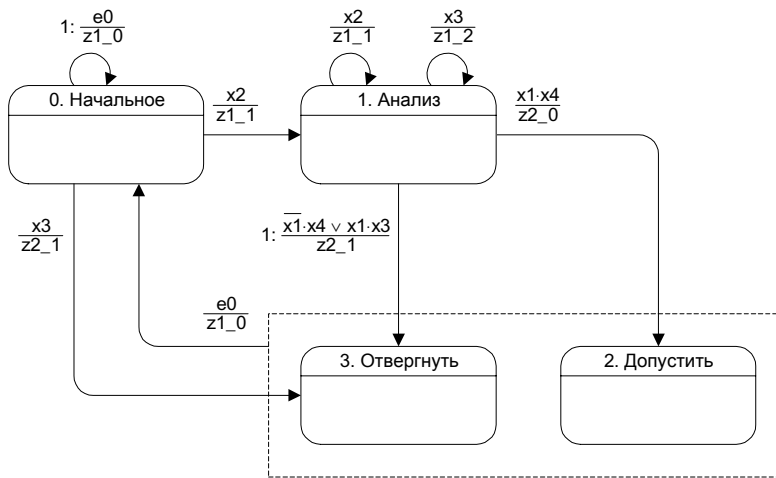 1: e0
z1_0
x2
z1_1
x3
z1_2
0. Начальное
1. Анализ
x2
z1_1
x1·x4
z2_0
x3
z2_1
1: x̅1̅·x4 ∨ x1·x3
z2_1
e0
z1_0
3. Отвергнуть
2. Допустить